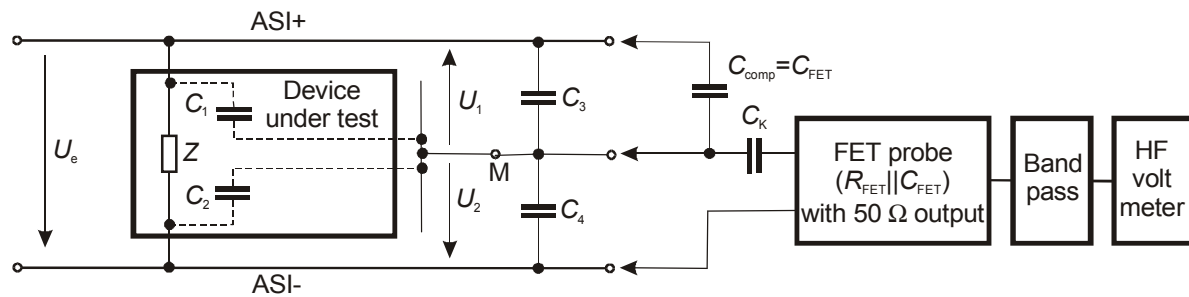 ASI+
Device
under test
C1
Z
C2
Ue
U1
U2
M
C3
C4
Ccomp=CFET
CK
FET probe
(RFET||CFET)
with 50 Ω output
Band
pass
HF
volt
meter
ASI-